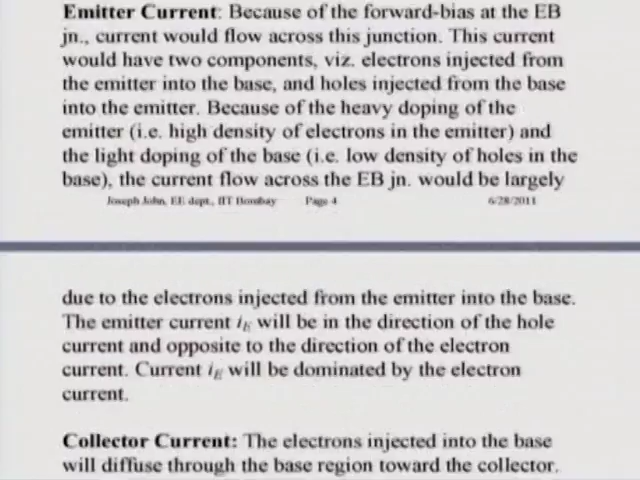 Emitter Current: Because of the forward-bias at the EB
jn., current would flow across this junction. This current
would have two components, viz. electrons injected from
the emitter into the base, and holes injected from the base
into the emitter. Because of the heavy doping of the
emitter (i.e. high density of electrons in the emitter) and
the light doping of the base (i.e. low density of holes in the
base), the current flow across the EB jn. would be largely
Joseph John, EE dept., IIT Bombay Page 4 6/28/2011
due to the electrons injected from the emitter into the base.
The emitter current iE will be in the direction of the hole
current and opposite to the direction of the electron
current. Current iE will be dominated by the electron
current.
Collector Current: The electrons injected into the base
will diffuse through the base region toward the collector.